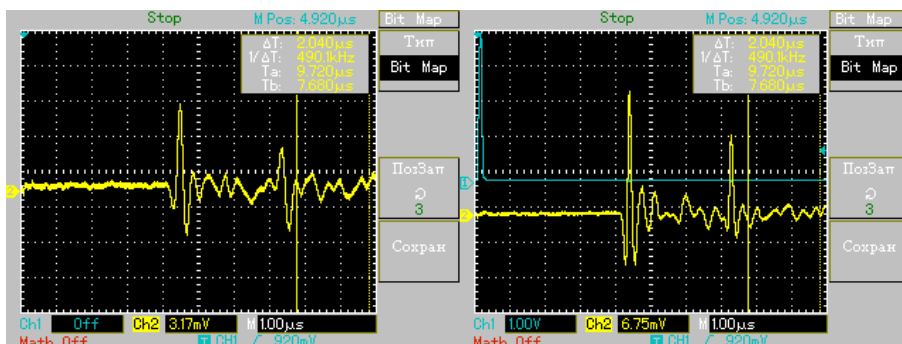 Stop M Pos: 4.920µs Bit Map
ΔT: 2.040µs
1/ΔT: 490.1kHz
Ta: 9.720µs
Tb: 7.680µs
Тип
Bit Map
ПозЗап
3
Сохран
2
Ch1 Off Ch2 3.17mV M 1.00µs
Math Off T CH1 / 920mV
Stop M Pos: 4.920µs Bit Map
ΔT: 2.040µs
1/ΔT: 490.1kHz
Ta: 9.720µs
Tb: 7.680µs
Тип
Bit Map
ПозЗап
3
Сохран
1
2
Ch1 1.00V Ch2 6.75mV M 1.00µs
Math Off T CH1 / 920mV